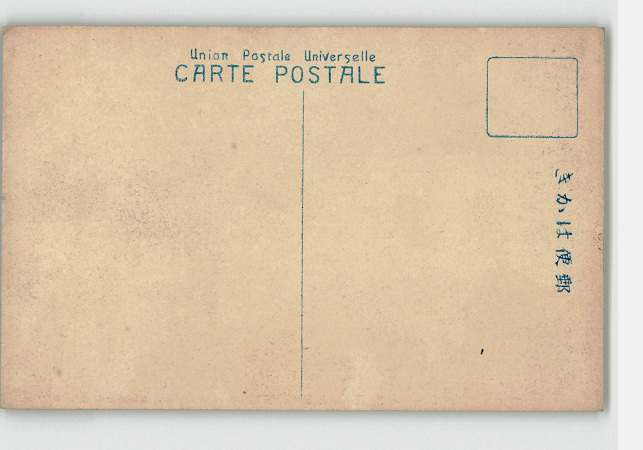 Union Postale Universelle
CARTE POSTALE
郵便はかき